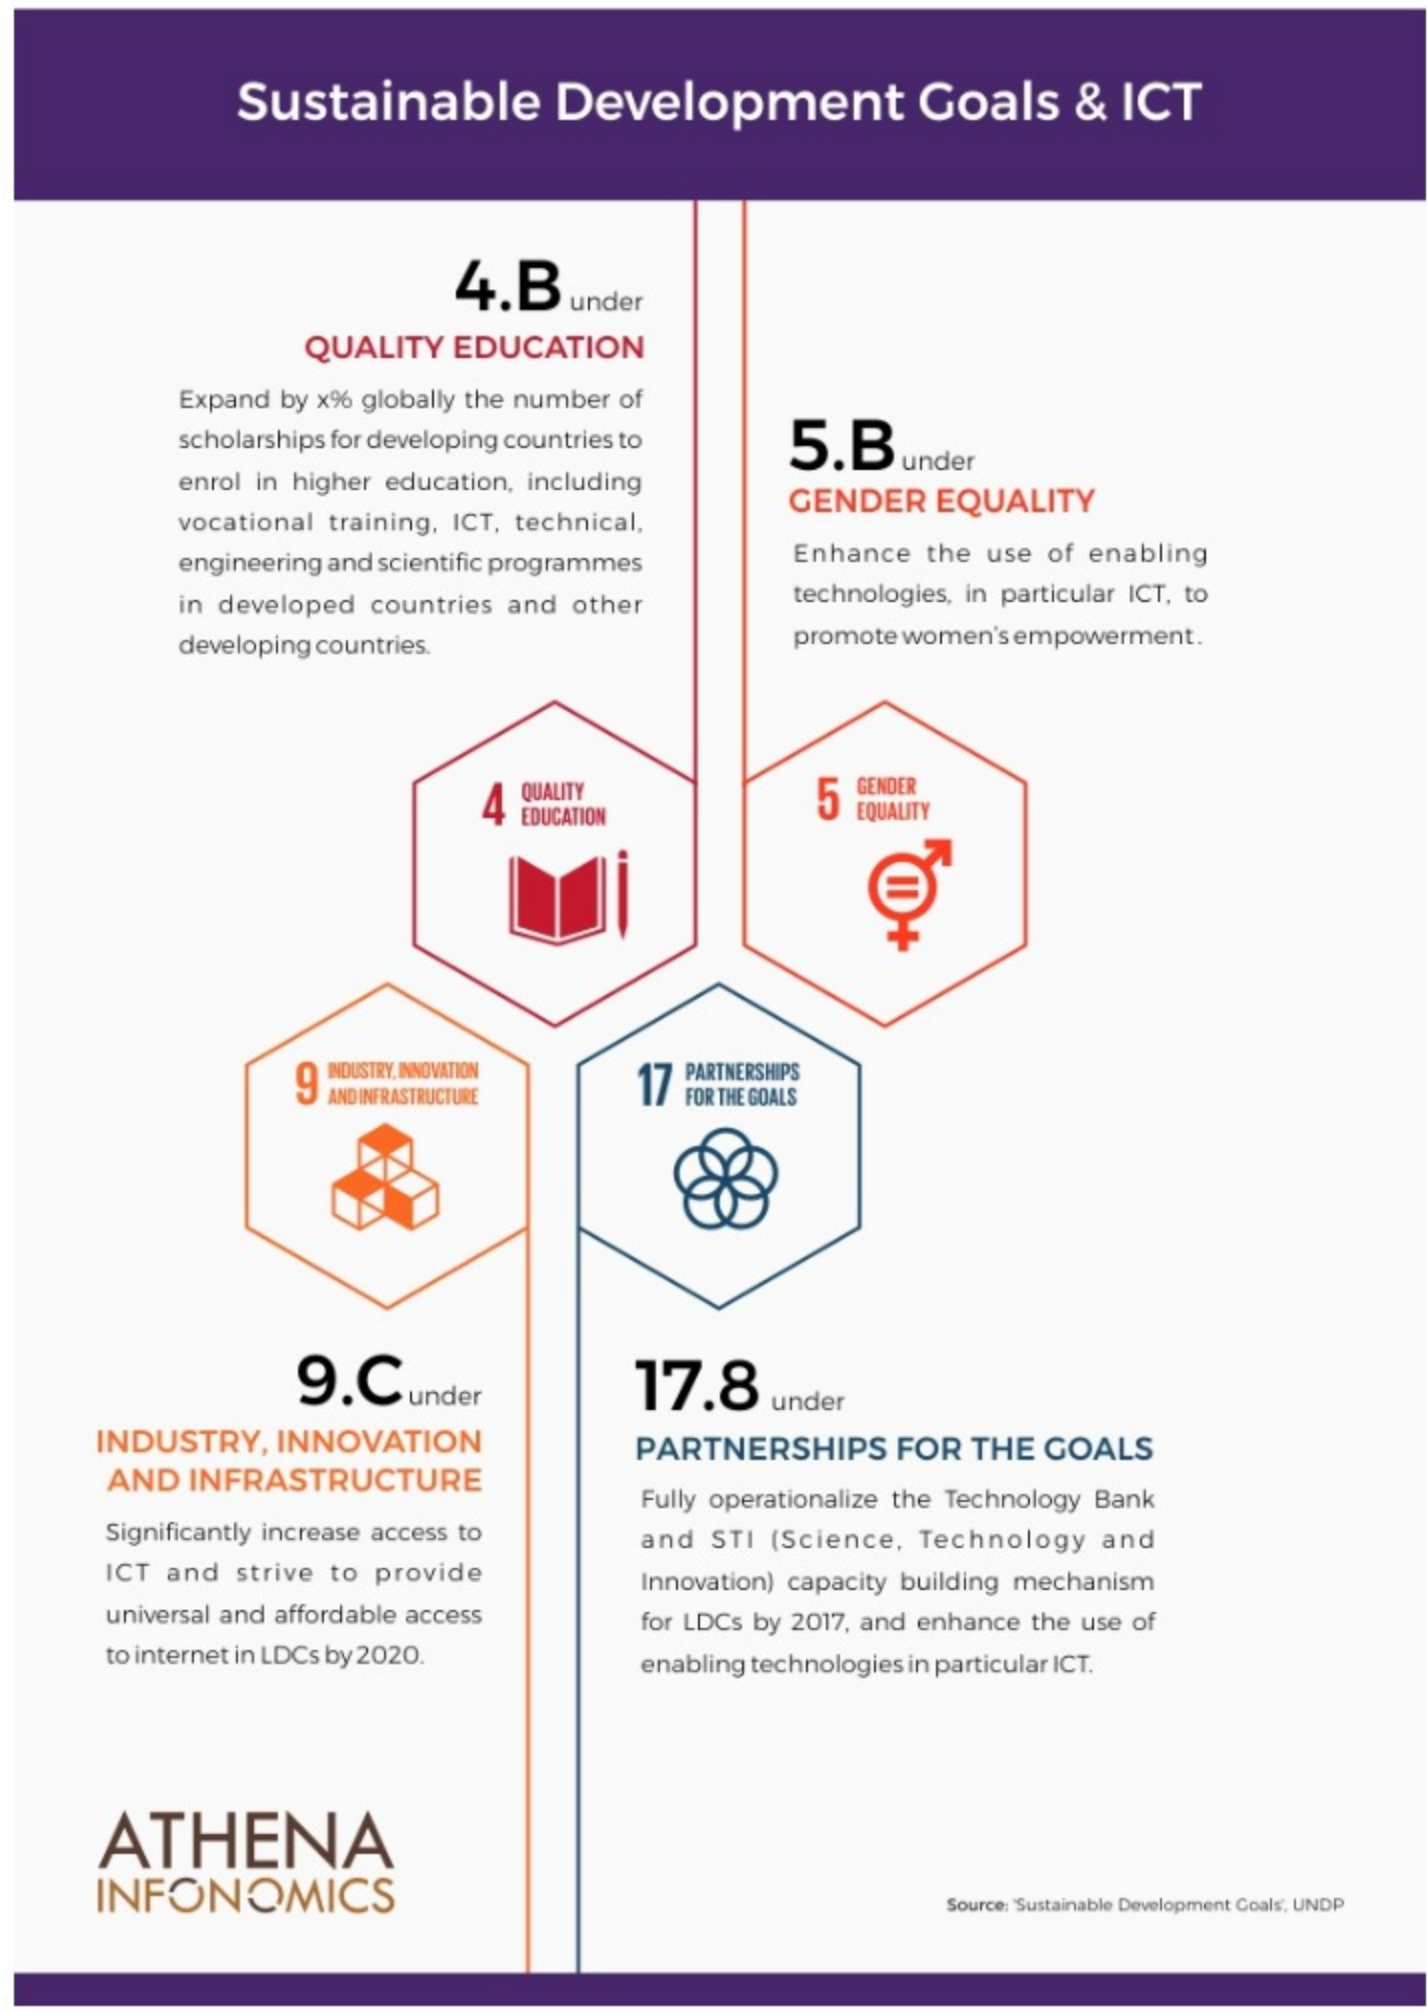 Sustainable Development Goals & ICT
4.B under
QUALITY EDUCATION
Expand by x% globally the number of
scholarships for developing countries to
enrol in higher education, including
vocational training, ICT, technical,
engineering and scientific programmes
in developed countries and other
developing countries.
5.B under
GENDER EQUALITY
Enhance the use of enabling
technologies, in particular ICT, to
promote women's empowerment.
4 QUALITY
EDUCATION
5 GENDER
EQUALITY
9 INDUSTRY, INNOVATION
AND INFRASTRUCTURE
17 PARTNERSHIPS
FOR THE GOALS
9.C under
INDUSTRY, INNOVATION
AND INFRASTRUCTURE
Significantly increase access to
ICT and strive to provide
universal and affordable access
to internet in LDCs by 2020.
17.8 under
PARTNERSHIPS FOR THE GOALS
Fully operationalize the Technology Bank
and STI (Science, Technology and
Innovation) capacity building mechanism
for LDCs by 2017, and enhance the use of
enabling technologies in particular ICT.
ATHENA
INFONOMICS
Source: 'Sustainable Development Goals', UNDP